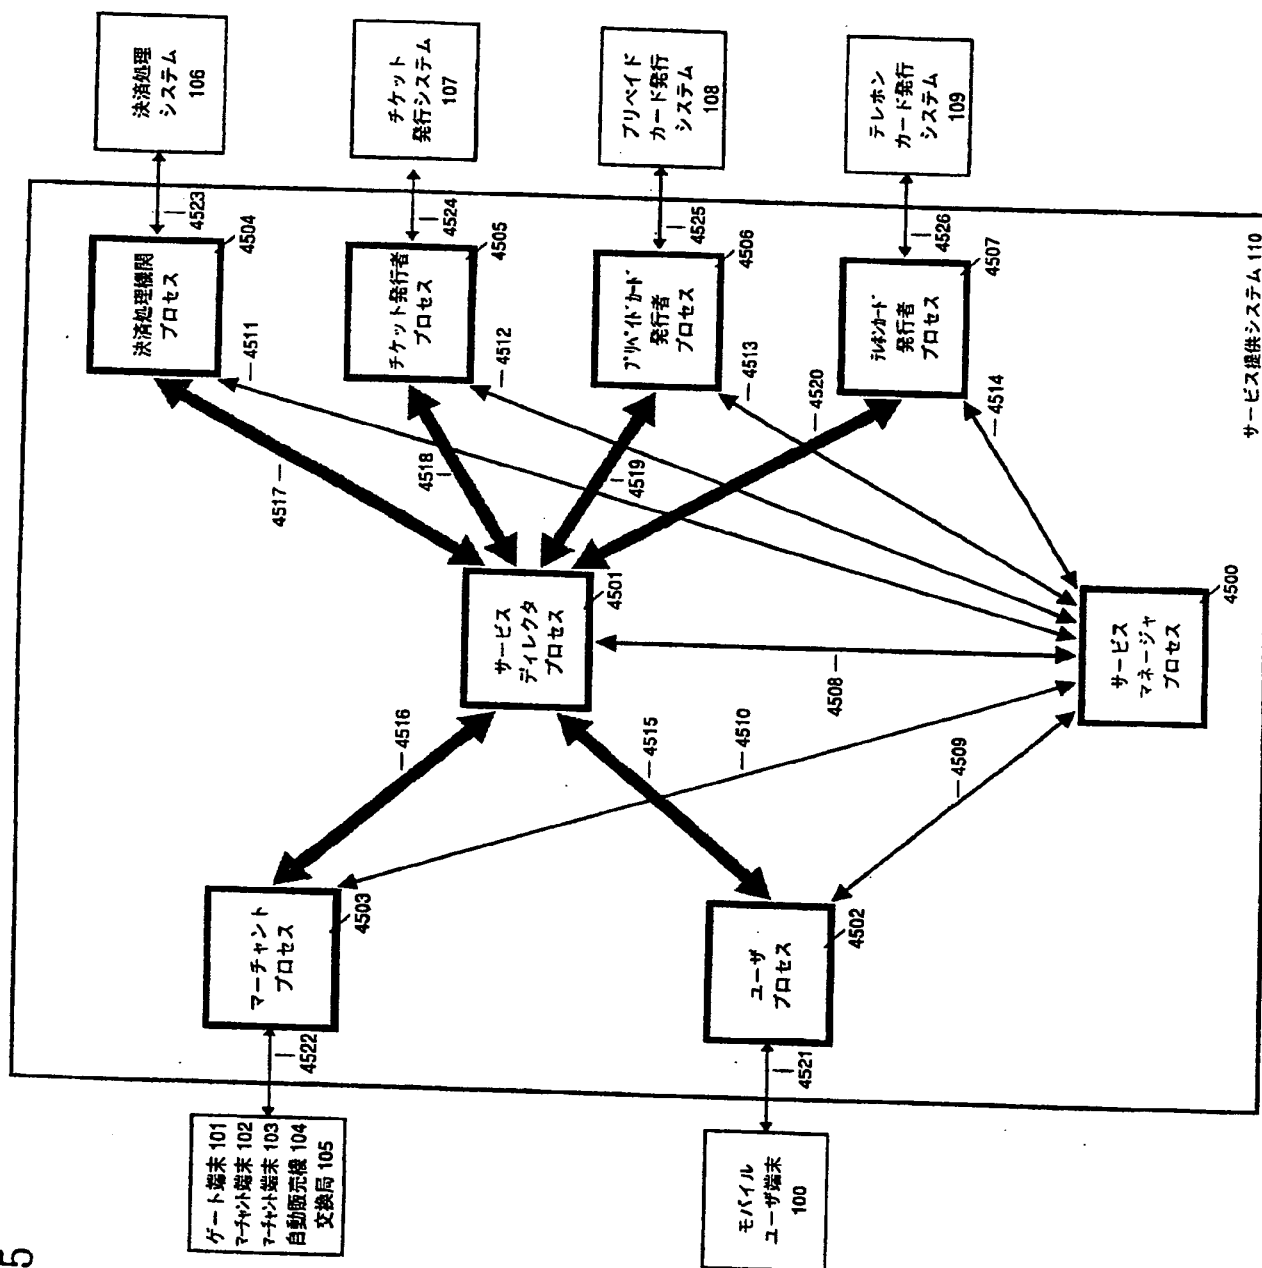 5
決済処理
システム
106
チケット
発行システム
107
プリペイド
カード発行
システム
108
テレホン
カード発行
システム
109
4523
4524
4525
4526
決済処理機関
プロセス
4504
チケット発行者
プロセス
4505
プリペイドカード
発行者
プロセス
4506
テレホンカード
発行者
プロセス
4507
4511
4512
4513
4520
4514
4517
4518
4519
サービス
ディレクタ
プロセス
4501
4508
サービス
マネージャ
プロセス
4500
4516
4515
4510
4509
マーチャント
プロセス
4503
ユーザ
プロセス
4502
4522
4521
ゲート端末 101
マーチャント端末 102
マーチャント端末 103
自動販売機 104
交換局 105
モバイル
ユーザ端末
100
サービス提供システム 110